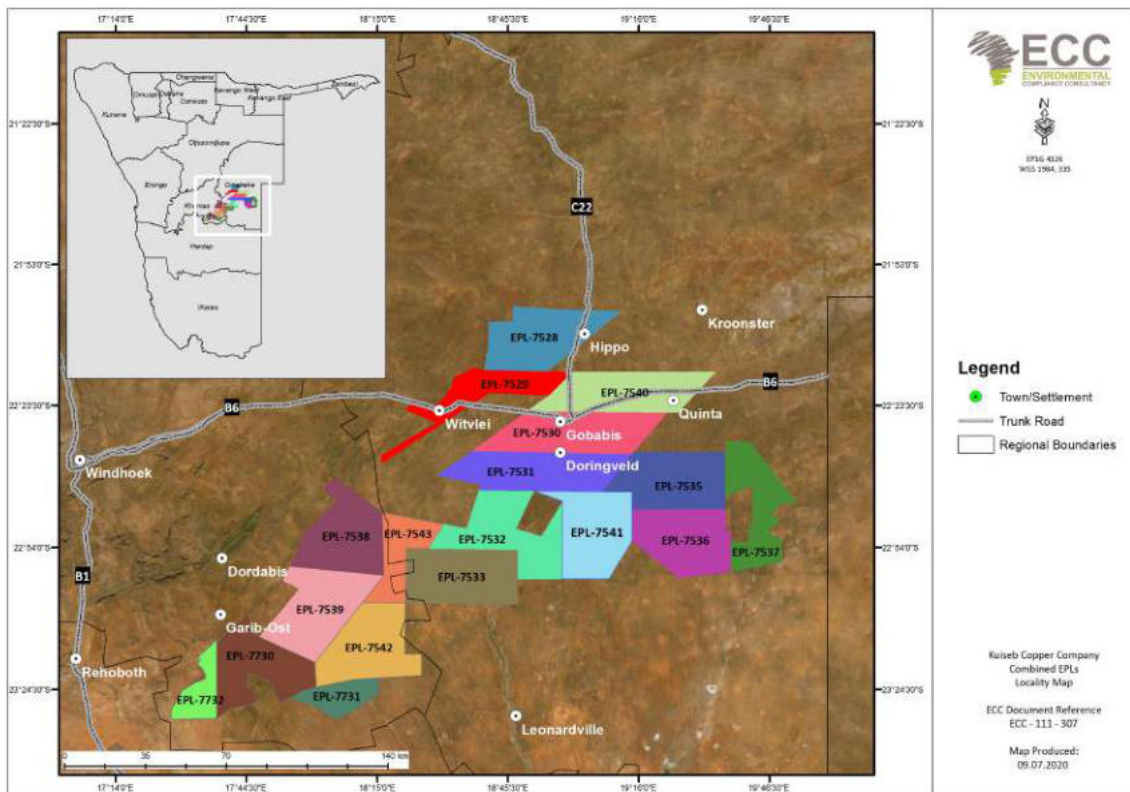 17°14'0"E 17°44'30"E 18°15'0"E 18°45'30"E 19°16'0"E 19°46'30"E
21°22'30"S
21°53'0"S
22°23'30"S
22°54'0"S
23°24'30"S
21°22'30"S
21°53'0"S
22°23'30"S
22°54'0"S
23°24'30"S
Ohangwena
Kavango West
Kavango East
Zambezi
Omusati
Oshana
Oshikoto
Kunene
Otjozondjupa
Erongo
Omaheke
Khomas
Hardap
//Karas
C22
Kroonster
EPL-7528
Hippo
EPL-7529
EPL-7540
B6
B6
Quinta
Witvlei
EPL-7530
Gobabis
Windhoek
Doringveld
EPL-7531
EPL-7535
EPL-7538
EPL-7543
EPL-7532
EPL-7541
EPL-7536
EPL-7537
Dordabis
B1
EPL-7533
EPL-7539
Garib-Ost
EPL-7542
EPL-7730
Rehoboth
EPL-7732
EPL-7731
Leonardville
0 35 70 140 km
17°14'0"E 17°44'30"E 18°15'0"E 18°45'30"E 19°16'0"E 19°46'30"E
ECC
ENVIRONMENTAL
COMPLIANCE CONSULTANCY
N
EPSG 4326
WGS 1984, 33S
Legend
Town/Settlement
Trunk Road
Regional Boundaries
Kuiseb Copper Company
Combined EPLs
Locality Map
ECC Document Reference
ECC - 111 - 307
Map Produced:
09.07.2020